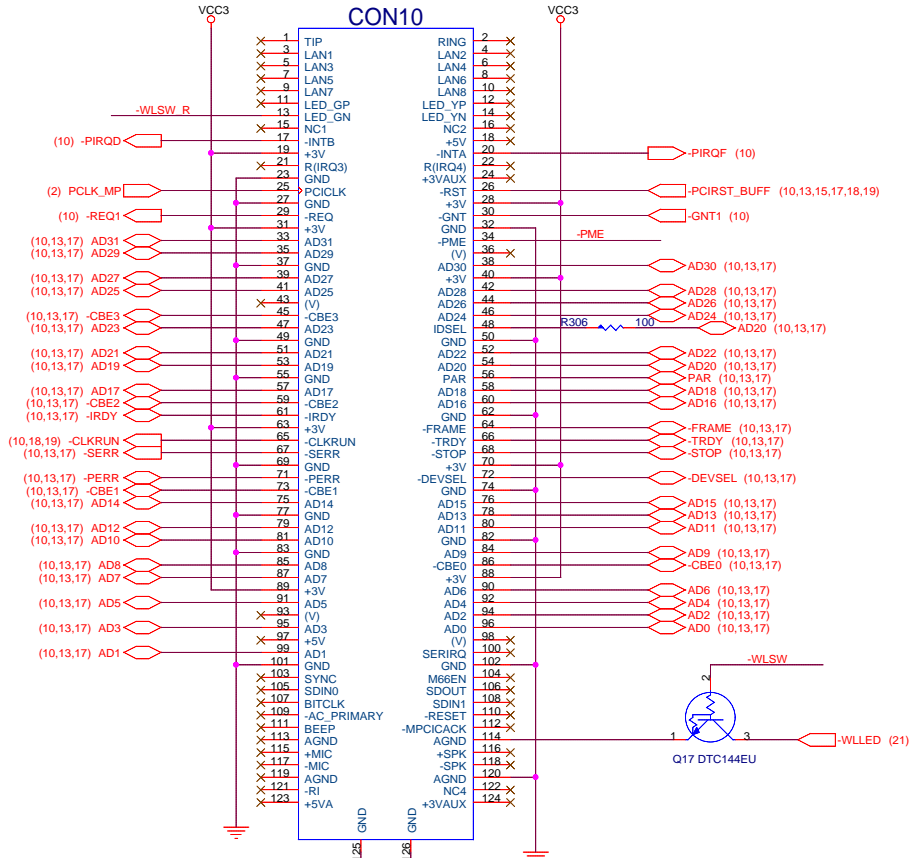 VCC3
CON10
VCC3
1 TIP RING 2
3 LAN1 LAN2 4
5 LAN3 LAN4 6
7 LAN5 LAN6 8
9 LAN7 LAN8 10
11 LED_GP LED_YP 12
-WLSW_R 13 LED_GN LED_YN 14
15 NC1 NC2 16
(10) -PIRQD 17 -INTB +5V 18
19 +3V -INTA 20 -PIRQF (10)
21 R(IRQ3) R(IRQ4) 22
23 GND +3VAUX 24
(2) PCLK_MP 25 PCICLK -RST 26 -PCIRST_BUFF (10,13,15,17,18,19)
27 GND +3V 28
(10) -REQ1 29 -REQ -GNT 30 -GNT1 (10)
31 +3V GND 32
(10,13,17) AD31 33 AD31 -PME 34 -PME
(10,13,17) AD29 35 AD29 (V) 36
37 GND AD30 38 AD30 (10,13,17)
(10,13,17) AD27 39 AD27 +3V 40
(10,13,17) AD25 41 AD25 AD28 42 AD28 (10,13,17)
43 (V) AD26 44 AD26 (10,13,17)
(10,13,17) -CBE3 45 -CBE3 AD24 46 AD24 (10,13,17)
(10,13,17) AD23 47 AD23 IDSEL 48 R306 100 AD20 (10,13,17)
49 GND GND 50
(10,13,17) AD21 51 AD21 AD22 52 AD22 (10,13,17)
(10,13,17) AD19 53 AD19 AD20 54 AD20 (10,13,17)
55 GND PAR 56 PAR (10,13,17)
(10,13,17) AD17 57 AD17 AD18 58 AD18 (10,13,17)
(10,13,17) -CBE2 59 -CBE2 AD16 60 AD16 (10,13,17)
(10,13,17) -IRDY 61 -IRDY GND 62
63 +3V -FRAME 64 -FRAME (10,13,17)
(10,18,19) -CLKRUN 65 -CLKRUN -TRDY 66 -TRDY (10,13,17)
(10,13,17) -SERR 67 -SERR -STOP 68 -STOP (10,13,17)
69 GND +3V 70
(10,13,17) -PERR 71 -PERR -DEVSEL 72 -DEVSEL (10,13,17)
(10,13,17) -CBE1 73 -CBE1 GND 74
(10,13,17) AD14 75 AD14 AD15 76 AD15 (10,13,17)
77 GND AD13 78 AD13 (10,13,17)
(10,13,17) AD12 79 AD12 AD11 80 AD11 (10,13,17)
(10,13,17) AD10 81 AD10 GND 82
83 GND AD9 84 AD9 (10,13,17)
(10,13,17) AD8 85 AD8 -CBE0 86 -CBE0 (10,13,17)
(10,13,17) AD7 87 AD7 +3V 88
89 +3V AD6 90 AD6 (10,13,17)
(10,13,17) AD5 91 AD5 AD4 92 AD4 (10,13,17)
93 (V) AD2 94 AD2 (10,13,17)
(10,13,17) AD3 95 AD3 AD0 96 AD0 (10,13,17)
97 +5V (V) 98
(10,13,17) AD1 99 AD1 SERIRQ 100
101 GND GND 102
103 SYNC M66EN 104
105 SDIN0 SDOUT 106
107 BITCLK SDIN1 108
109 -AC_PRIMARY -RESET 110
111 BEEP -MPCICACK 112
113 AGND AGND 114
115 +MIC +SPK 116
117 -MIC -SPK 118
119 AGND AGND 120
121 -RI NC4 122
123 +5VA +3VAUX 124
-WLSW
2
1 3 -WLLED (21)
Q17 DTC144EU
GND GND